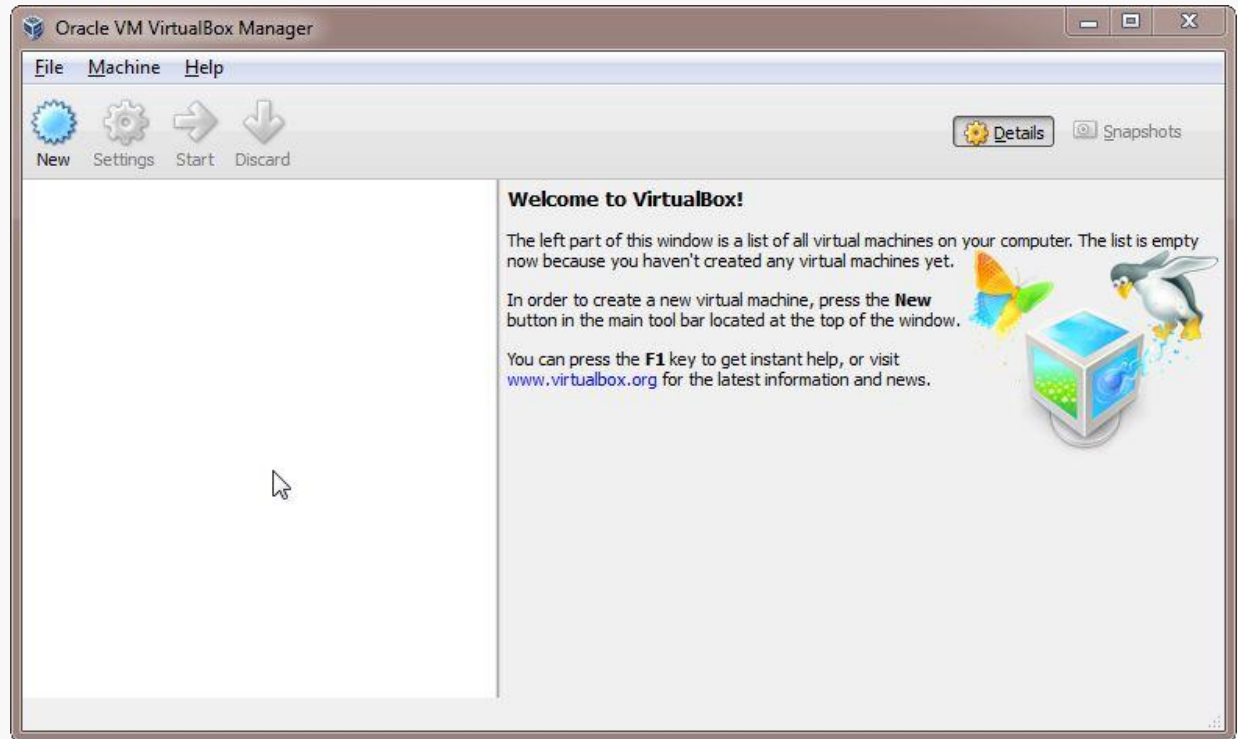 Oracle VM VirtualBox Manager
File Machine Help
New Settings Start Discard
Details Snapshots
Welcome to VirtualBox!
The left part of this window is a list of all virtual machines on your computer. The list is empty
now because you haven't created any virtual machines yet.
In order to create a new virtual machine, press the New
button in the main tool bar located at the top of the window.
You can press the F1 key to get instant help, or visit
www.virtualbox.org for the latest information and news.